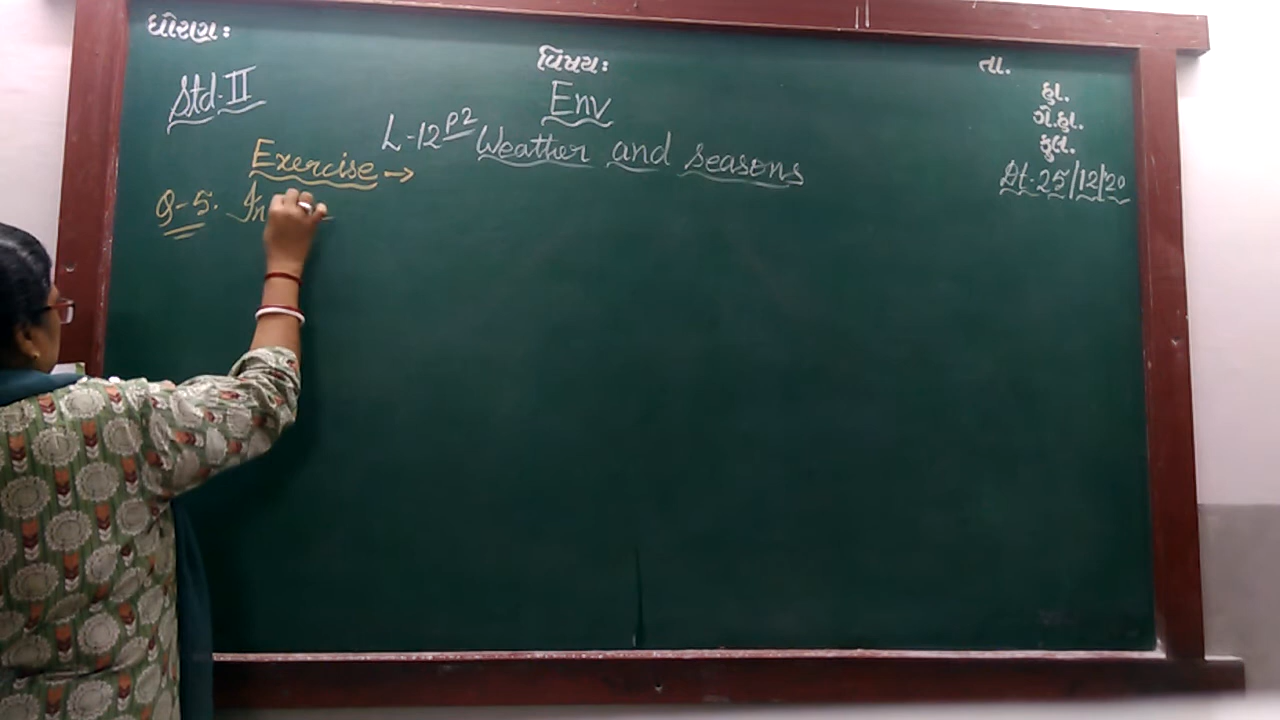 ધોરણ:
વિષય:
તા.
Std. II
Env
હા.
ગે.હા.
કુલ.
L-12 P2 Weather and seasons
Dt. 25/12/20
Exercise →
Q-5.